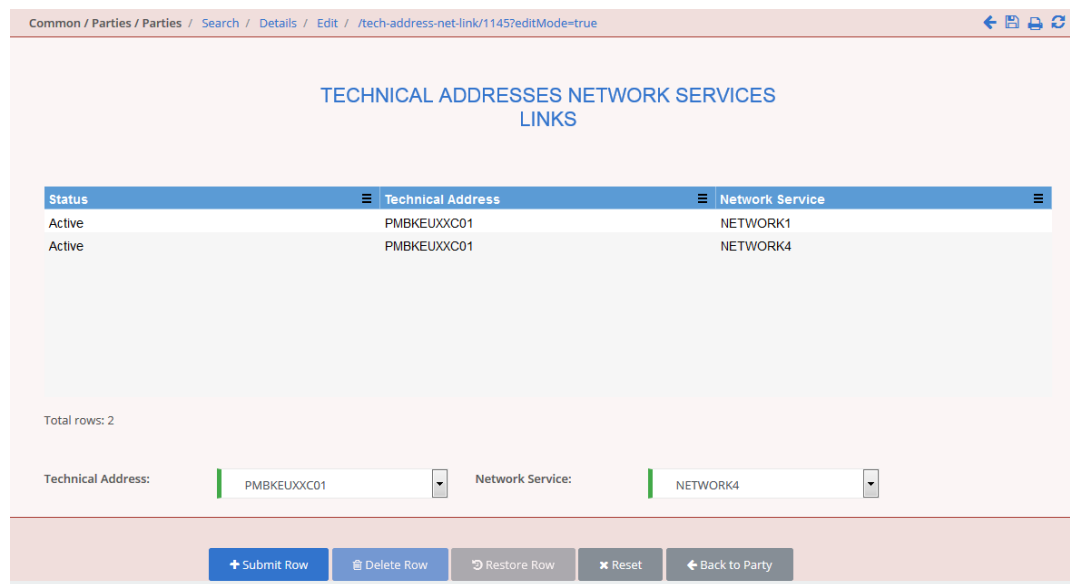 Common / Parties / Parties / Search / Details / Edit / /tech-address-net-link/1145?editMode=true
TECHNICAL ADDRESSES NETWORK SERVICES
LINKS
Status Technical Address Network Service
Active PMBKEUXXC01 NETWORK1
Active PMBKEUXXC01 NETWORK4
Total rows: 2
Technical Address: PMBKEUXXC01 Network Service: NETWORK4
Submit Row Delete Row Restore Row Reset Back to Party